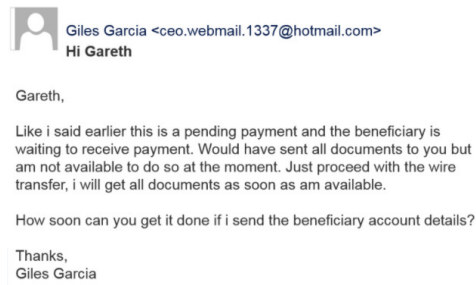 Giles Garcia <ceo.webmail.1337@hotmail.com>
Hi Gareth
Gareth,
Like i said earlier this is a pending payment and the beneficiary is
waiting to receive payment. Would have sent all documents to you but
am not available to do so at the moment. Just proceed with the wire
transfer, i will get all documents as soon as am available.
How soon can you get it done if i send the beneficiary account details?
Thanks,
Giles Garcia